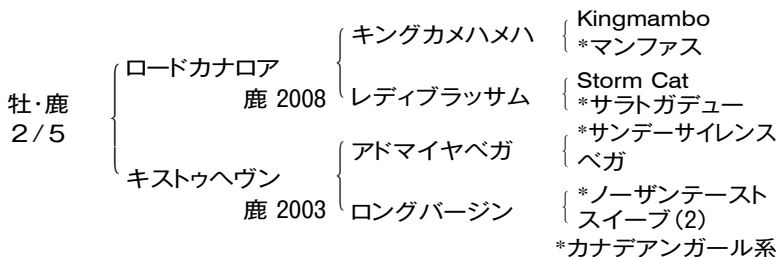 牡・鹿
2/5
ロードカナロア
鹿 2008
キストゥヘヴン
鹿 2003
キングカメハメハ
レディブラッサム
アドマイヤベガ
ロングバージン
Kingmambo
*マンファス
Storm Cat
*サラトガデュー
*サンデーサイレンス
ベガ
*ノーザンテースト
スイーブ(2)
*カナデアンガール系